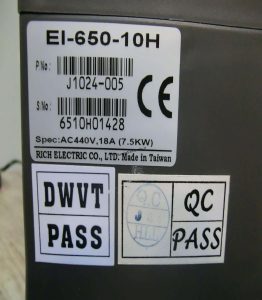 EI-650-10H
P No:
J1024-005
S No:
6510H01428
CE
Spec:AC440V,18A (7.5KW)
RICH ELECTRIC CO., LTD. Made in Taiwan
DWVT
PASS
Q.C
QC
PASS